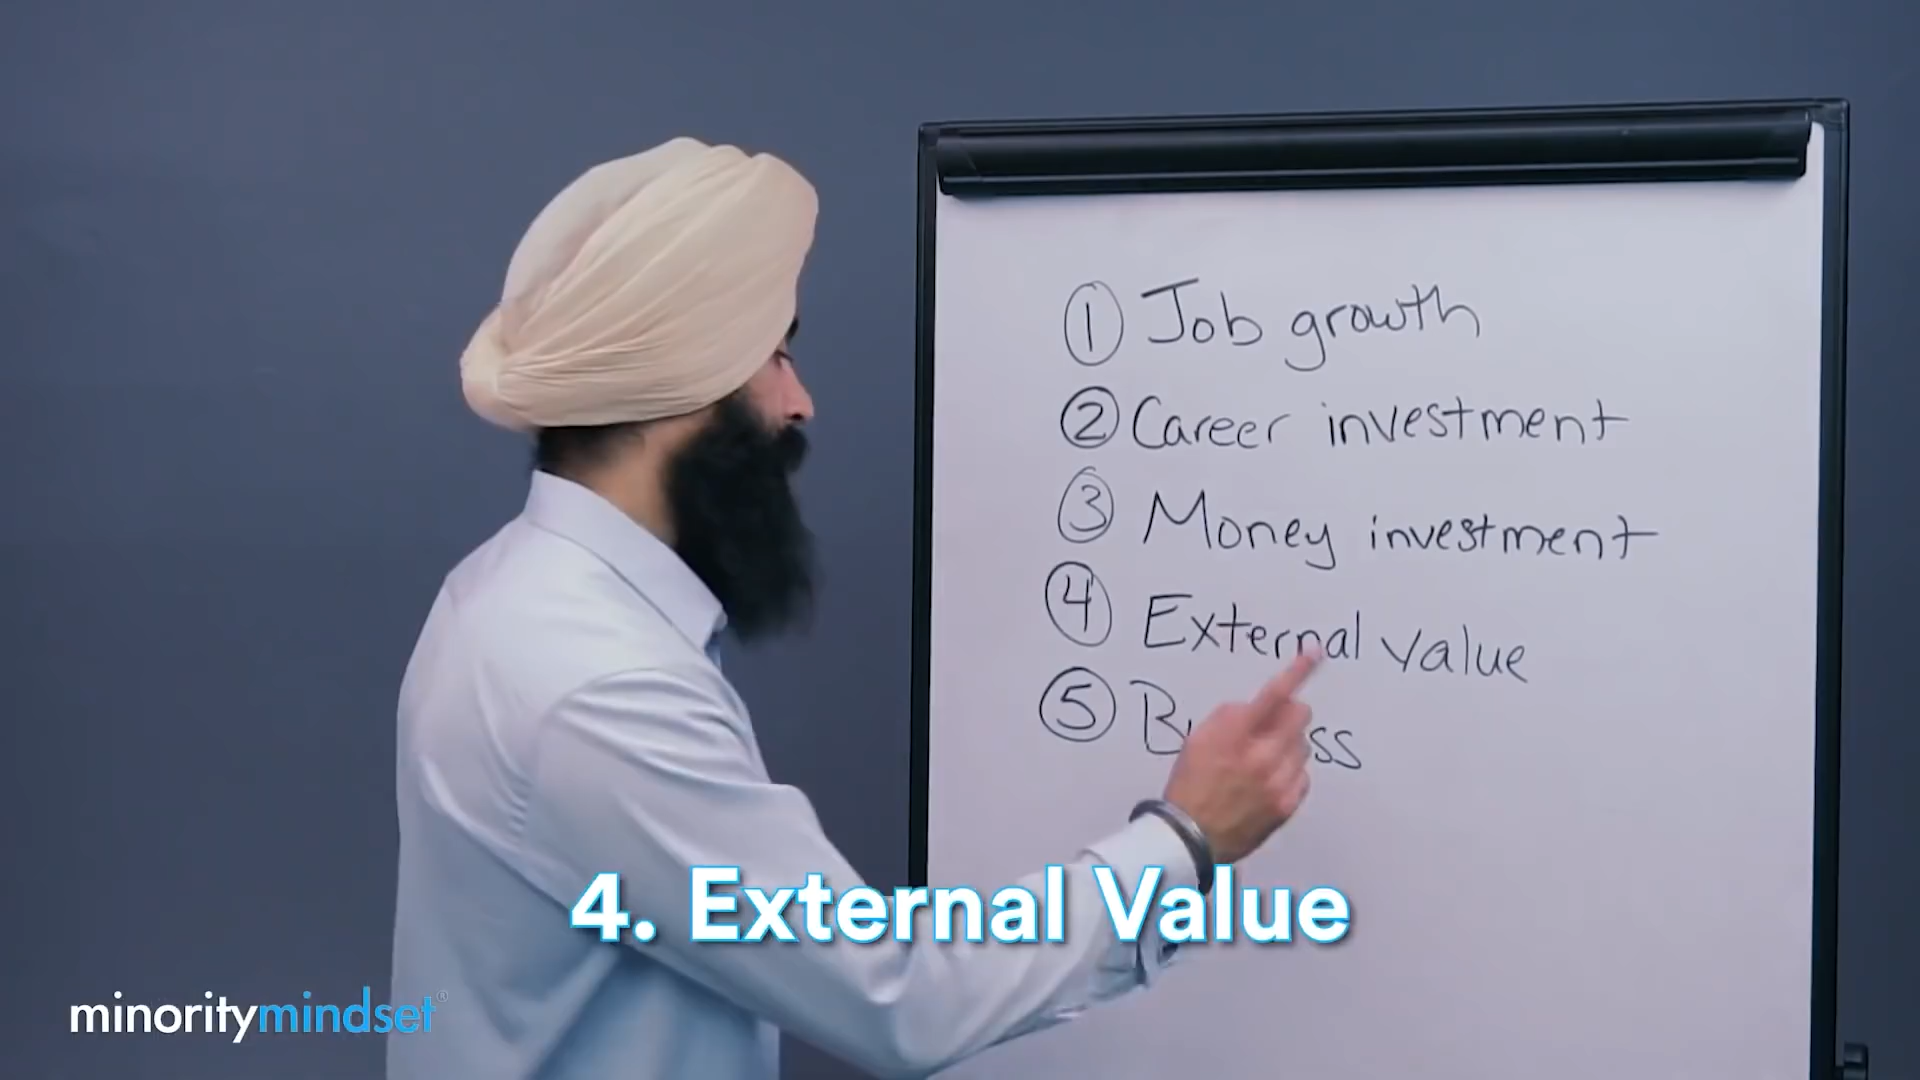 ① Job growth
② Career investment
③ Money investment
④ External value
⑤
4. External Value
minoritymindset®